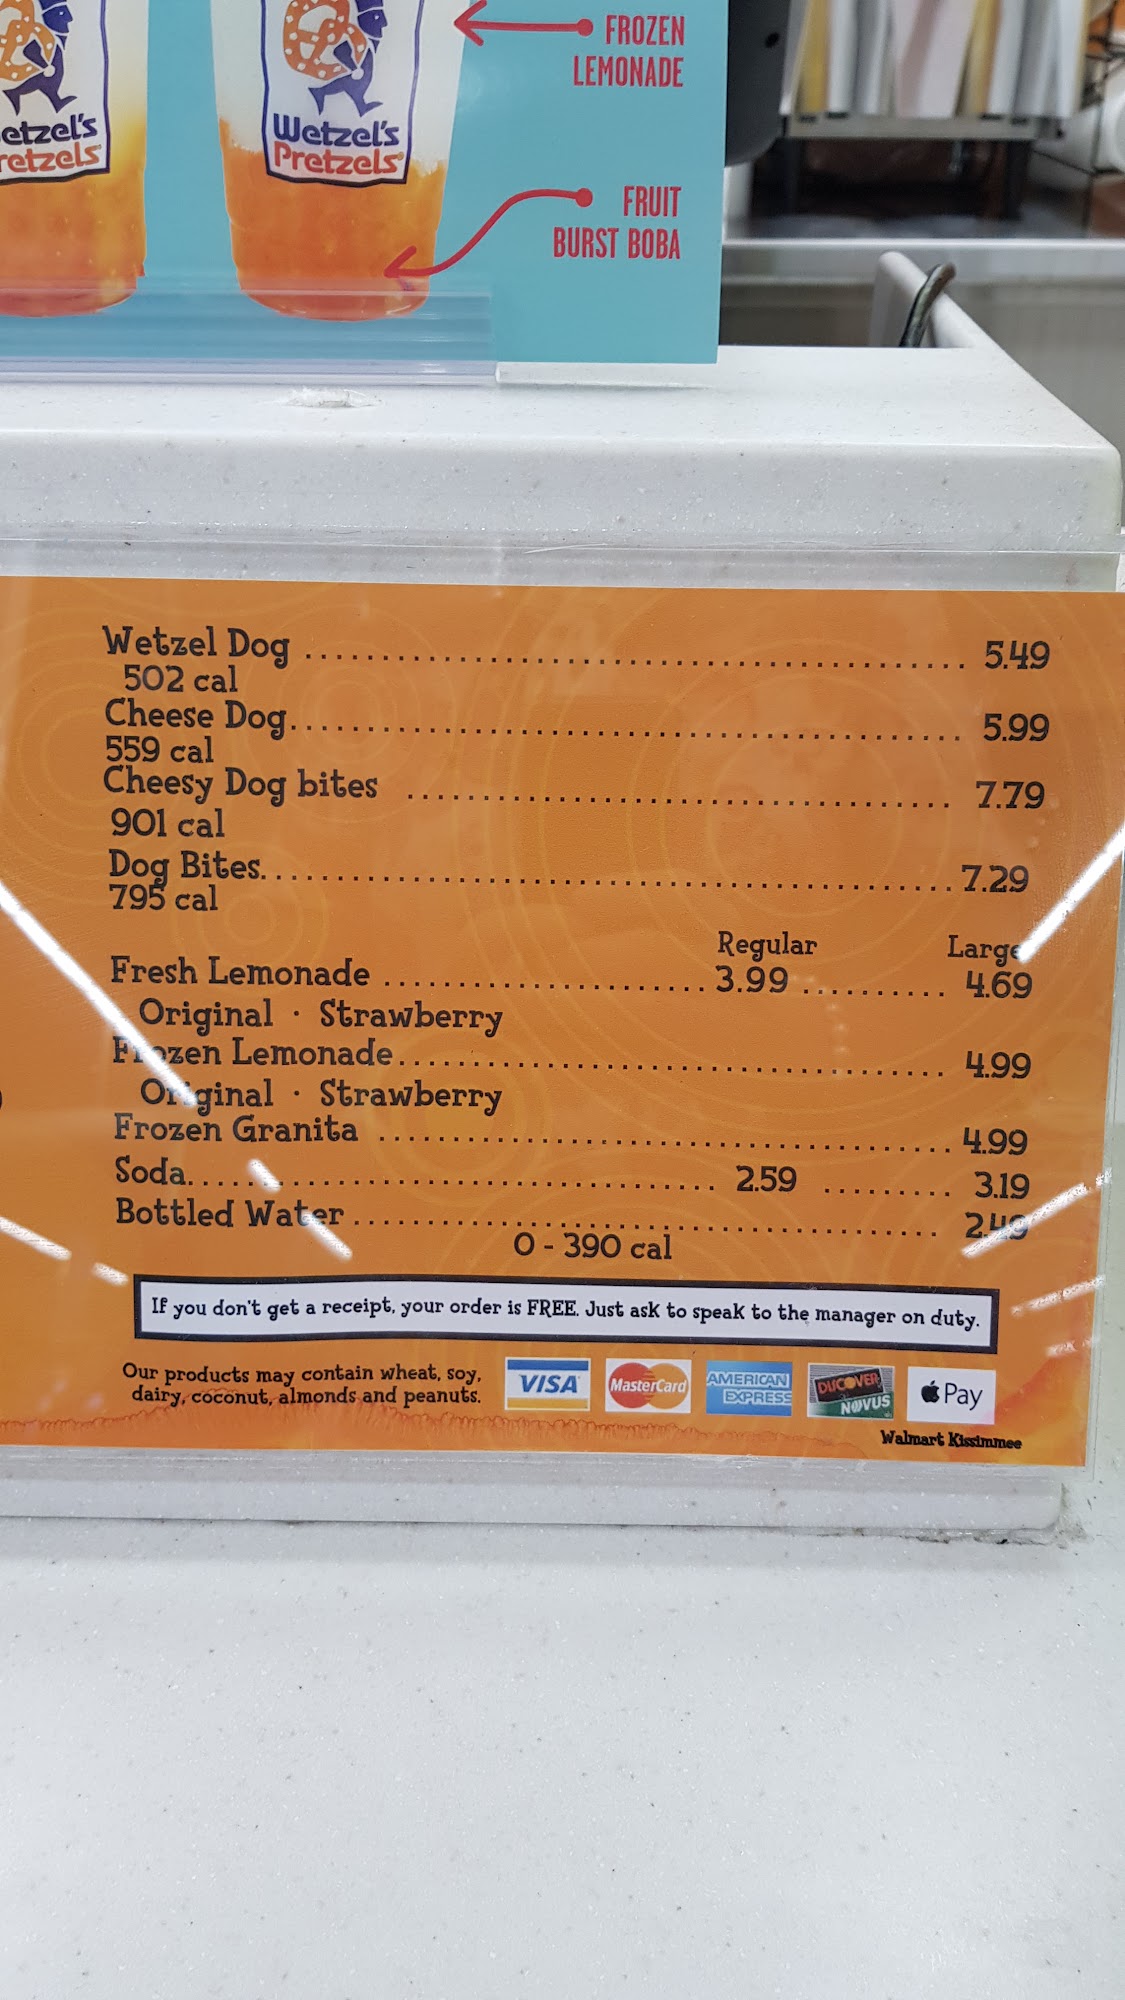 FROZEN
LEMONADE
etzel's
retzels
Wetzel's
Pretzels
FRUIT
BURST BOBA
Wetzel Dog ........ 5.49
502 cal
Cheese Dog........ 5.99
559 cal
Cheesy Dog bites ........ 7.79
901 cal
Dog Bites........ 7.29
795 cal
Regular Large
Fresh Lemonade ........ 3.99 ........ 4.69
Original · Strawberry
Frozen Lemonade........ 4.99
Original · Strawberry
Frozen Granita ........ 4.99
Soda........ 2.59 ........ 3.19
Bottled Water ........ 2.49
0 - 390 cal
If you don't get a receipt, your order is FREE. Just ask to speak to the manager on duty.
Our products may contain wheat, soy,
dairy, coconut, almonds and peanuts.
VISA MasterCard AMERICAN EXPRESS DISCOVER NOVUS Pay
Walmart Kissimmee